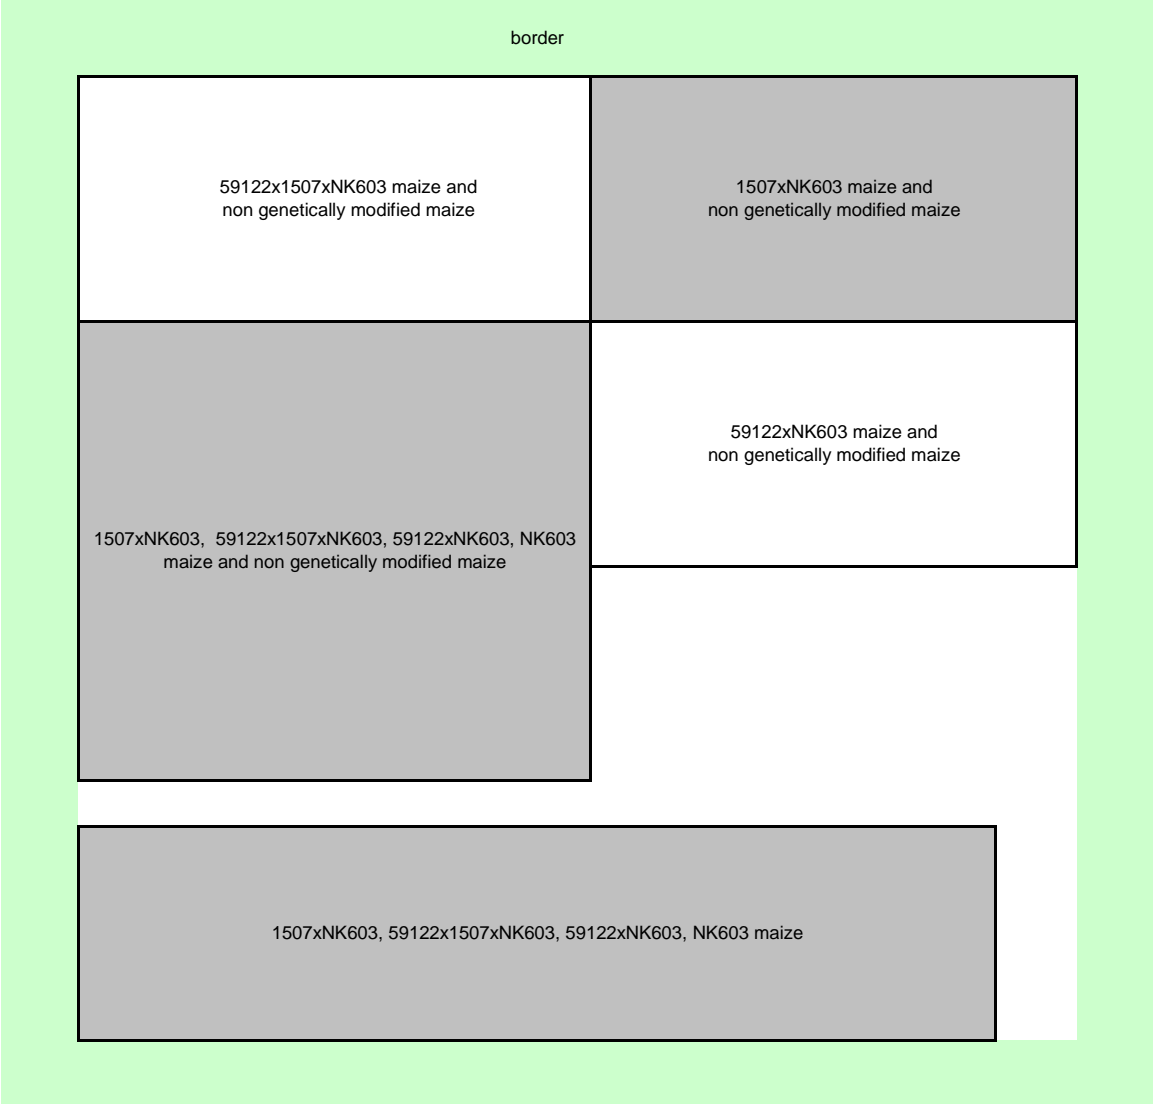 border
59122x1507xNK603 maize and
non genetically modified maize
1507xNK603 maize and
non genetically modified maize
59122xNK603 maize and
non genetically modified maize
1507xNK603,  59122x1507xNK603, 59122xNK603, NK603
maize and non genetically modified maize
1507xNK603, 59122x1507xNK603, 59122xNK603, NK603 maize